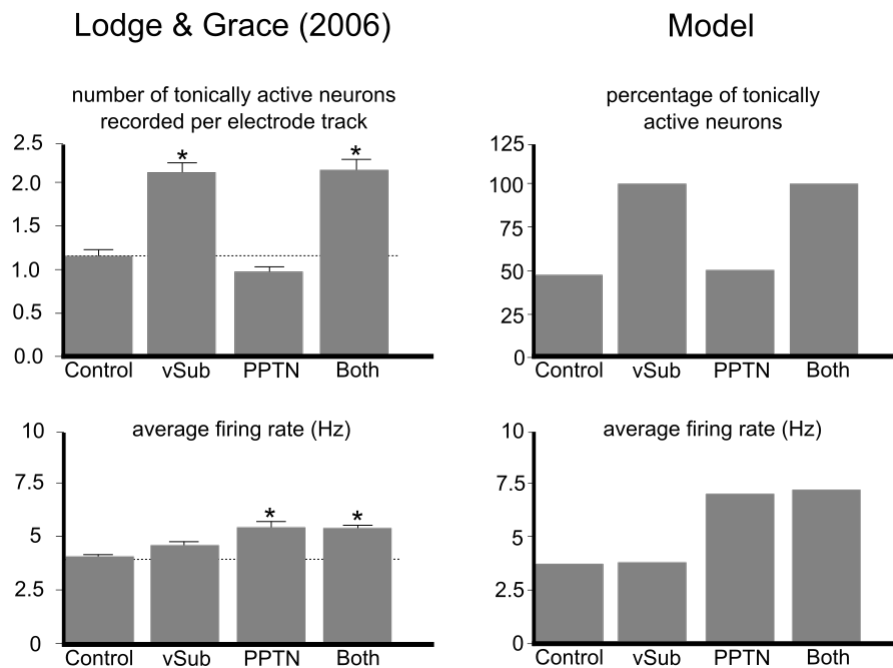 Lodge & Grace (2006)
Model
number of tonically active neurons
recorded per electrode track
2.5
2.0
1.5
1.0
0.5
0.0
*
*
Control vSub PPTN Both
percentage of tonically
active neurons
125
100
75
50
25
0
Control vSub PPTN Both
average firing rate (Hz)
10
7.5
5
2.5
0
*
*
Control vSub PPTN Both
average firing rate (Hz)
10
7.5
5
2.5
0
Control vSub PPTN Both